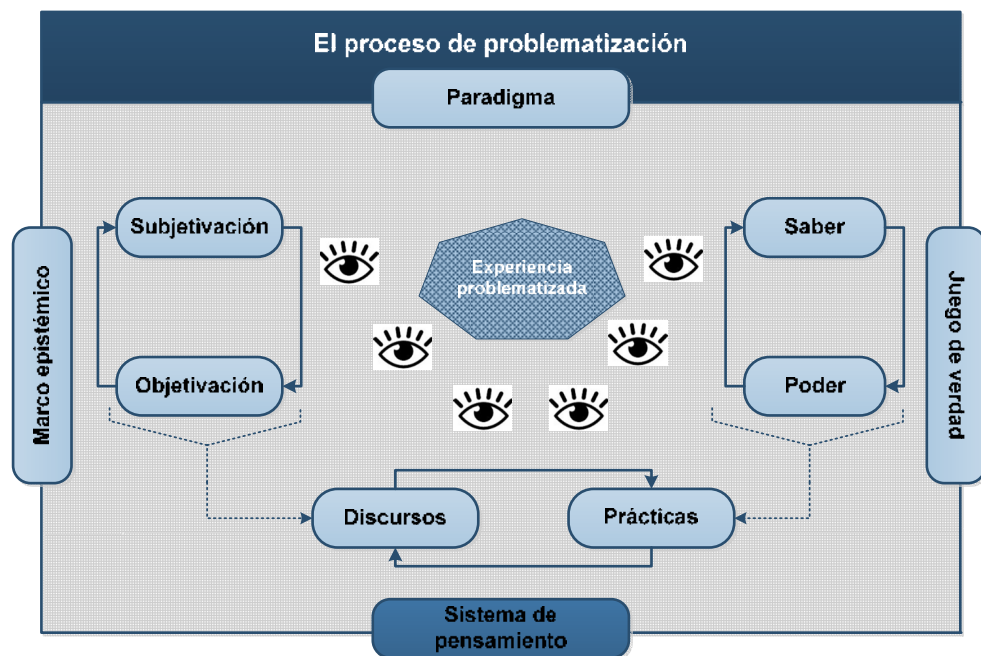 El proceso de problematización
Paradigma
Subjetivación
Saber
Experiencia
problematizada
Marco epistémico
Juego de verdad
Objetivación
Poder
Discursos
Prácticas
Sistema de
pensamiento